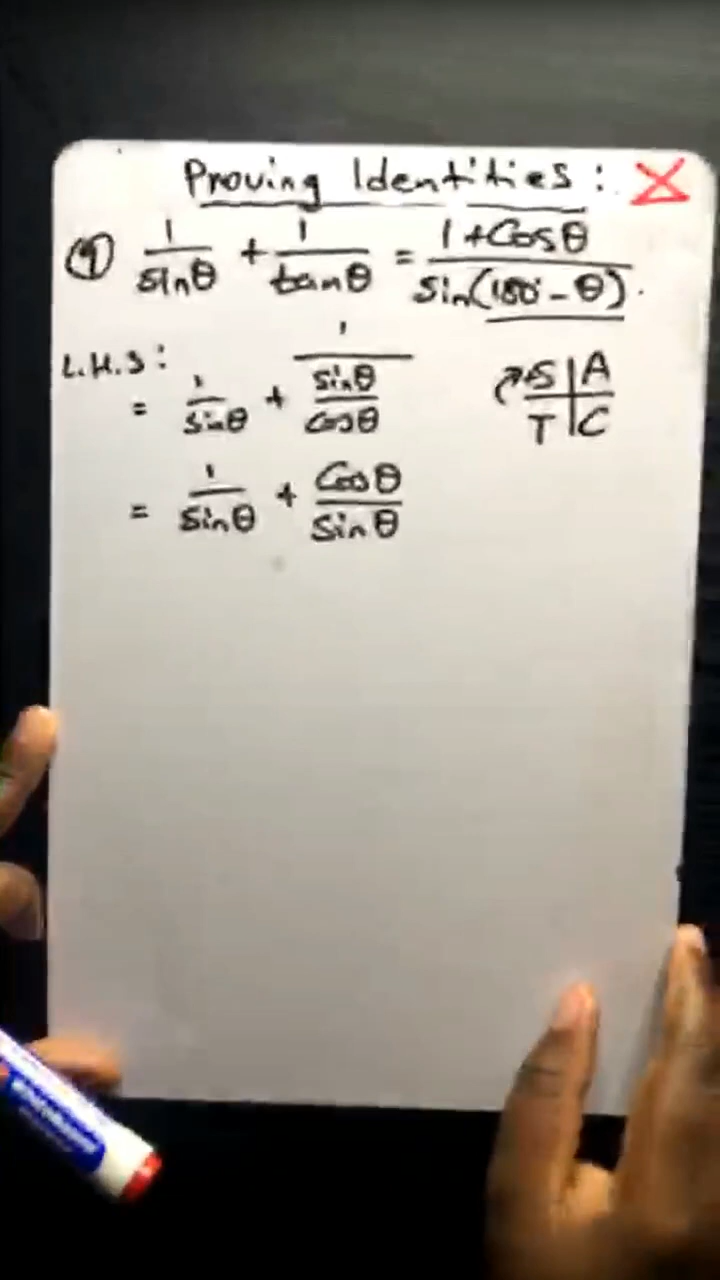 Proving Identities: X
9 1/sinθ + 1/tanθ = 1+Cosθ/sin(180°-θ).
L.H.S:
= 1/sinθ + 1/(sinθ/cosθ)
S A
T C
= 1/sinθ + Cosθ/sinθ